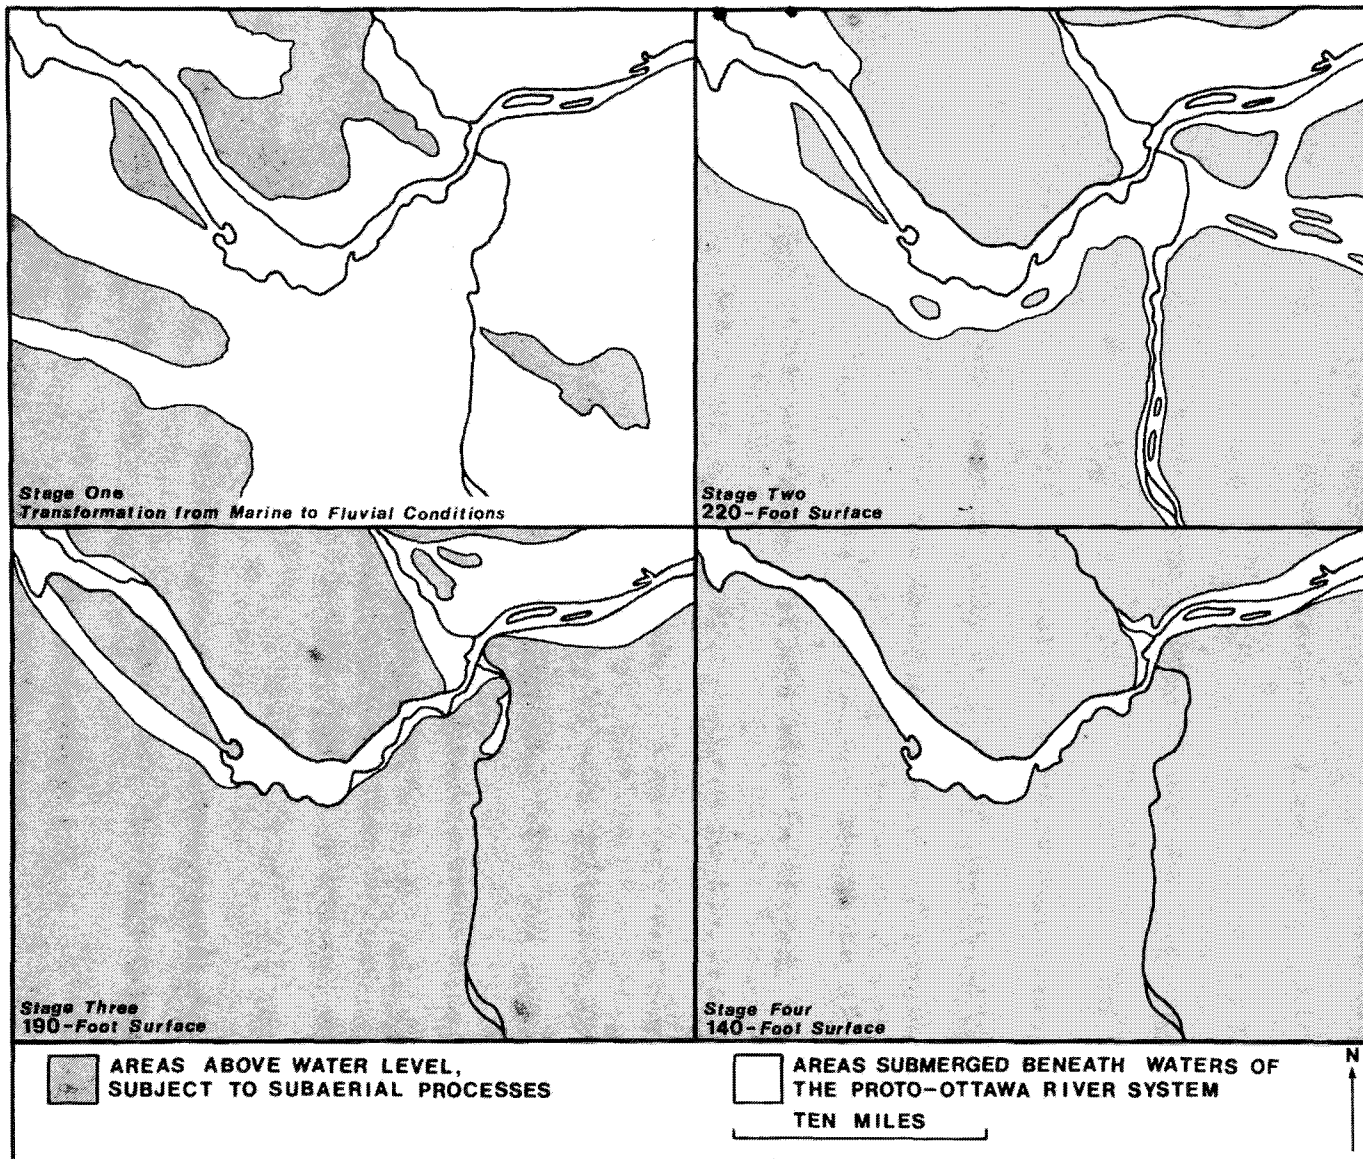 Stage One
Transformation from Marine to Fluvial Conditions
Stage Two
220-Foot Surface
Stage Three
190-Foot Surface
Stage Four
140-Foot Surface
AREAS ABOVE WATER LEVEL,
SUBJECT TO SUBAERIAL PROCESSES
AREAS SUBMERGED BENEATH WATERS OF
THE PROTO-OTTAWA RIVER SYSTEM
TEN MILES
N